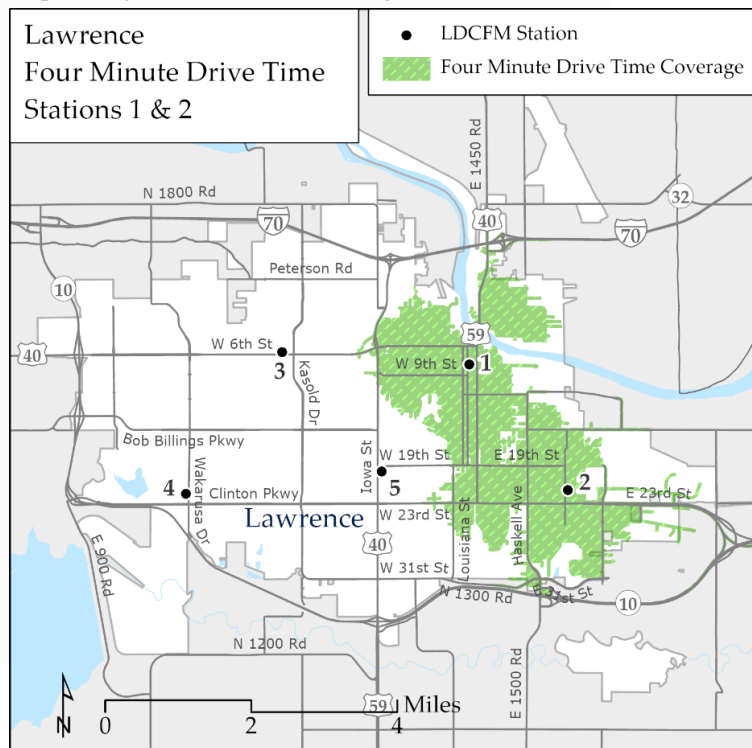 Lawrence
Four Minute Drive Time
Stations 1 & 2
LDCFM Station
Four Minute Drive Time Coverage
E 1450 Rd
N 1800 Rd
32
40
70
70
Peterson Rd
10
59
W 6th St
40
3
Kasold Dr
W 9th St
1
Bob Billings Pkwy
Iowa St
W 19th St
E 19th St
Wakarusa Dr
4
Clinton Pkwy
5
2
E 23rd St
Lawrence
W 23rd St
Louisiana St
Haskell Ave
40
E 900 Rd
W 31st St
E 31st St
N 1300 Rd
10
N 1200 Rd
E 1500 Rd
59
N
Miles
0
2
4